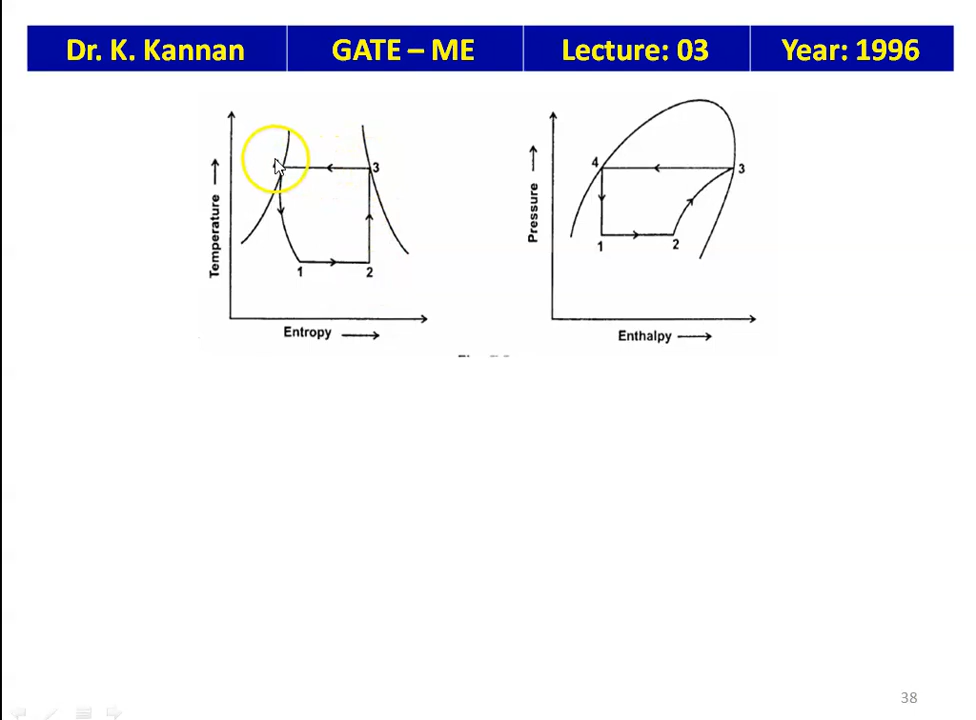 Dr. K. Kannan GATE – ME Lecture: 03 Year: 1996
Temperature
3
1
2
Entropy
Pressure
4
3
1
2
Enthalpy
38